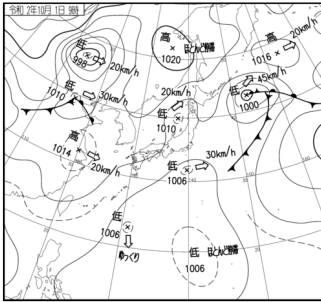 令和 2年10月 1日 9時
低
998
20km/h
高
1020
ほとんど停滞
高
1016
20km/h
低
1010
30km/h
20km/h
低
1010
低
45km/h
1000
高
1014
20km/h
低
1006
30km/h
低
1006
ゆっくり
低
ほとんど停滞
1006